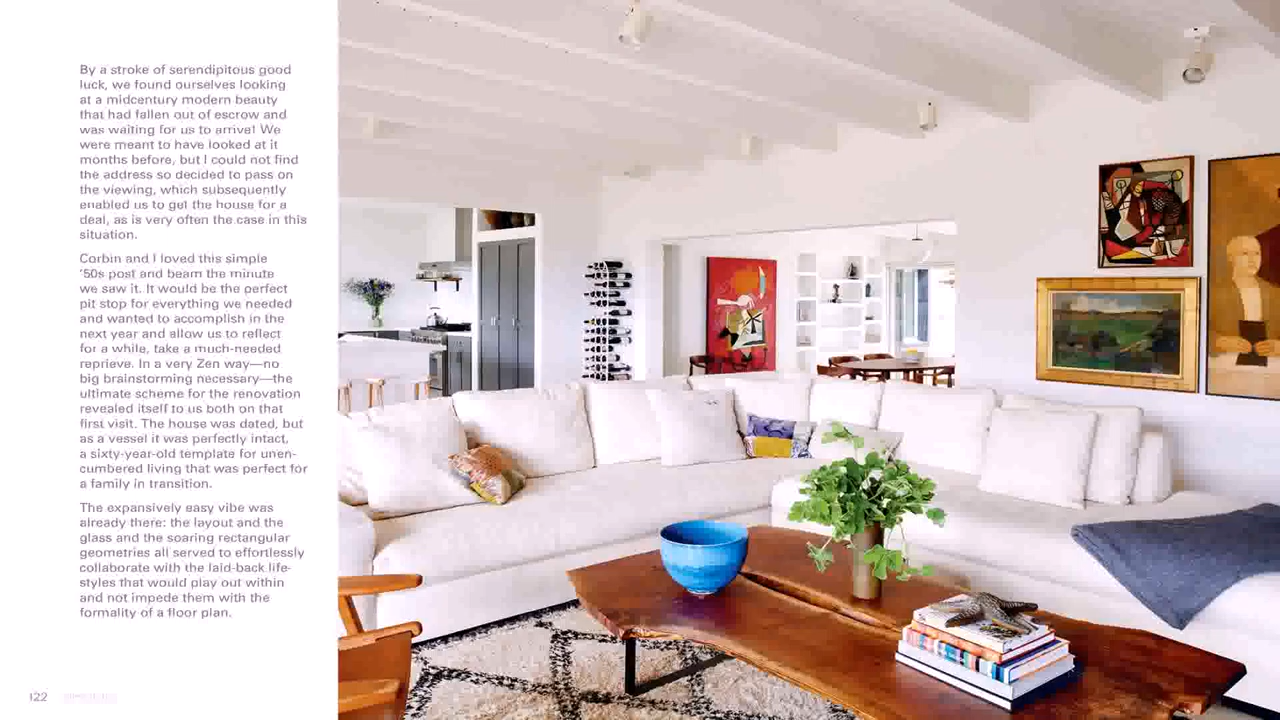 By a stroke of serendipitous good
luck, we found ourselves looking
at a midcentury modern beauty
that had fallen out of escrow and
was waiting for us to arrive! We
were meant to have looked at it
months before, but I could not find
the address so decided to pass on
the viewing, which subsequently
enabled us to get the house for a
deal, as is very often the case in this
situation.
Corbin and I loved this simple
’50s post and beam the minute
we saw it. It would be the perfect
pit stop for everything we needed
and wanted to accomplish in the
next year and allow us to reflect
for a while, take a much-needed
reprieve. In a very Zen way—no
big brainstorming necessary—the
ultimate scheme for the renovation
revealed itself to us both on that
first visit. The house was dated, but
as a vessel it was perfectly intact,
a sixty-year-old template for unen-
cumbered living that was perfect for
a family in transition.
The expansively easy vibe was
already there: the layout and the
glass and the soaring rectangular
geometries all served to effortlessly
collaborate with the laid-back life-
styles that would play out within
and not impede them with the
formality of a floor plan.
122